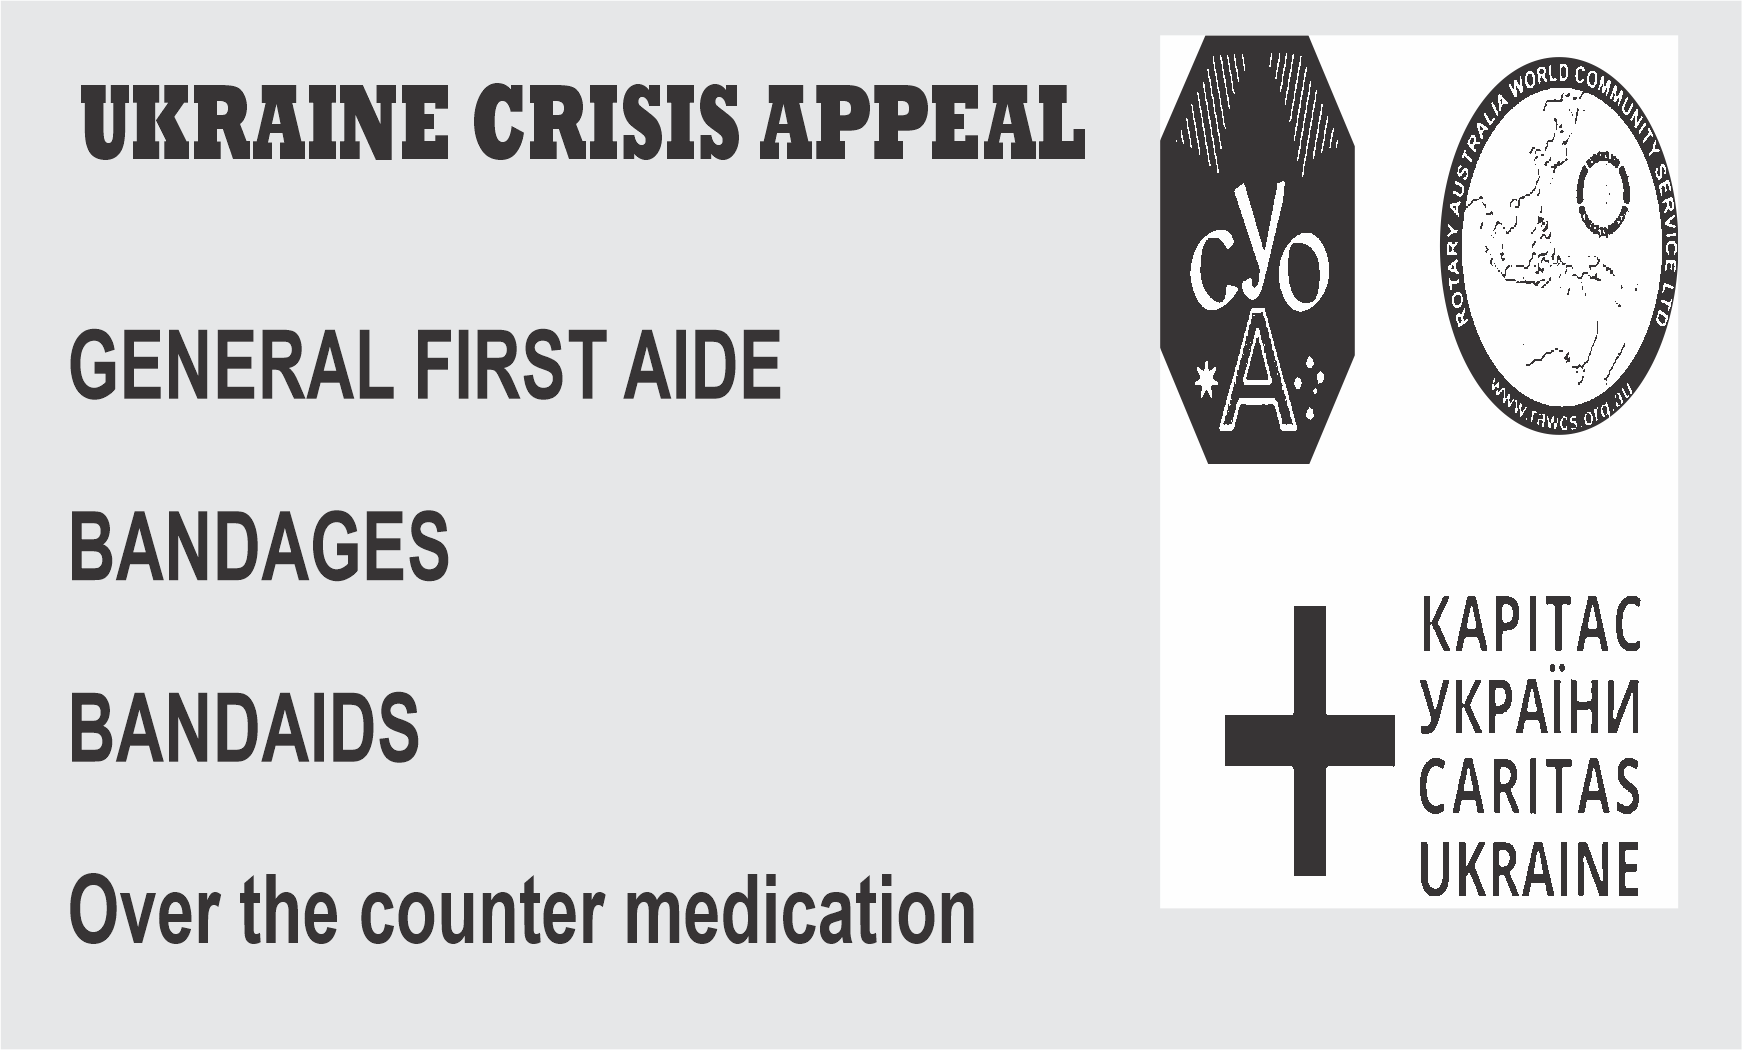 UKRAINE CRISIS APPEAL
GENERAL FIRST AIDE
BANDAGES
BANDAIDS
Over the counter medication
СУОА
ROTARY AUSTRALIA WORLD COMMUNITY SERVICE LTD
www.rawcs.org.au
КАРІТАС
УКРАЇНИ
CARITAS
UKRAINE